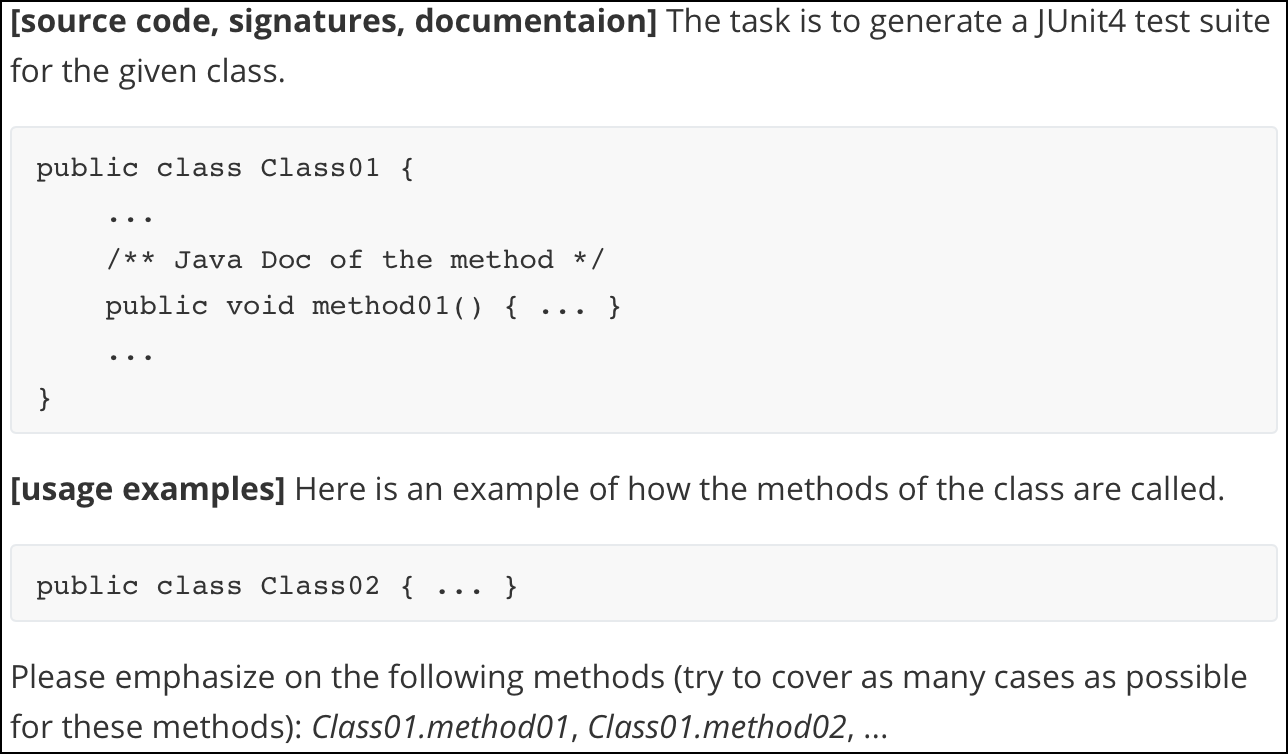 [source code, signatures, documentaion] The task is to generate a JUnit4 test suite
for the given class.
public class Class01 {
...
/** Java Doc of the method */
public void method01() { ... }
...
}
[usage examples] Here is an example of how the methods of the class are called.
public class Class02 { ... }
Please emphasize on the following methods (try to cover as many cases as possible
for these methods): Class01.method01, Class01.method02, ...